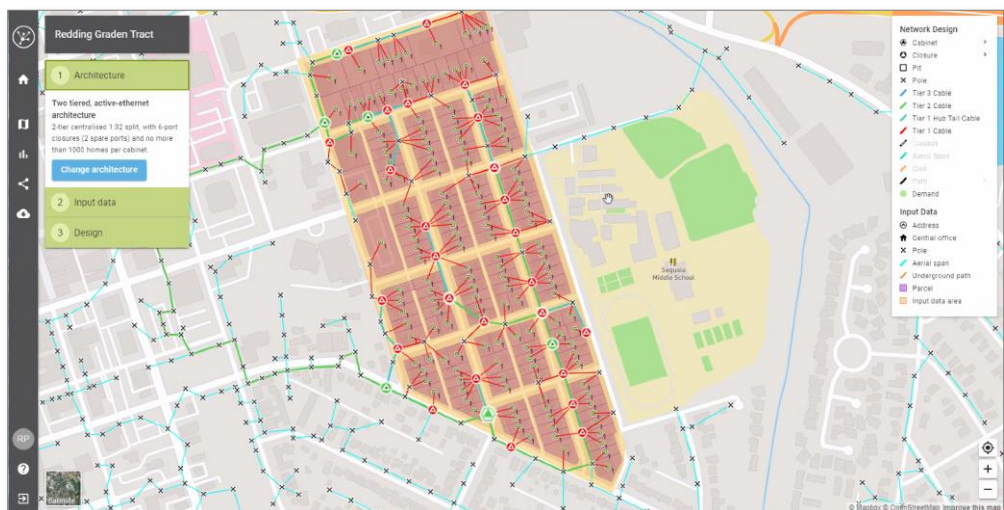 Redding Graden Tract
1 Architecture
Two tiered, active-ethernet
architecture
2-tier centralised 1:32 split, with 6-port
closures (2 spare ports) and no more
than 1000 homes per cabinet.
Change architecture
2 Input data
3 Design
RP
Satellite
Sequoia
Middle School
Network Design
Cabinet
Closure
Pit
Pole
Tier 3 Cable
Tier 2 Cable
Tier 1 Hub Tail Cable
Tier 1 Cable
Conduit
Aerial Span
Civil
Path
Demand
Input Data
Address
Central office
Pole
Aerial span
Underground path
Parcel
Input data area
© Mapbox © OpenStreetMap Improve this map